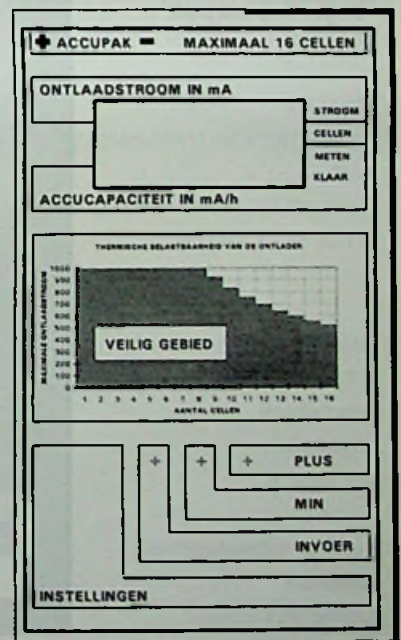 + ACCUPAK − MAXIMAAL 16 CELLEN
ONTLAADSTROOM IN mA
STROOM
CELLEN
METEN
KLAAR
ACCUCAPACITEIT IN mA/h
THERMISCHE BELASTBAARHEID VAN DE ONTLADER
MAXIMALE ONTLAADSTROOM
1000
900
800
700
600
500
400
300
200
100
0
VEILIG GEBIED
1 2 3 4 5 6 7 8 9 10 11 12 13 14 15 16
AANTAL CELLEN
+ + + PLUS
MIN
INVOER
INSTELLINGEN